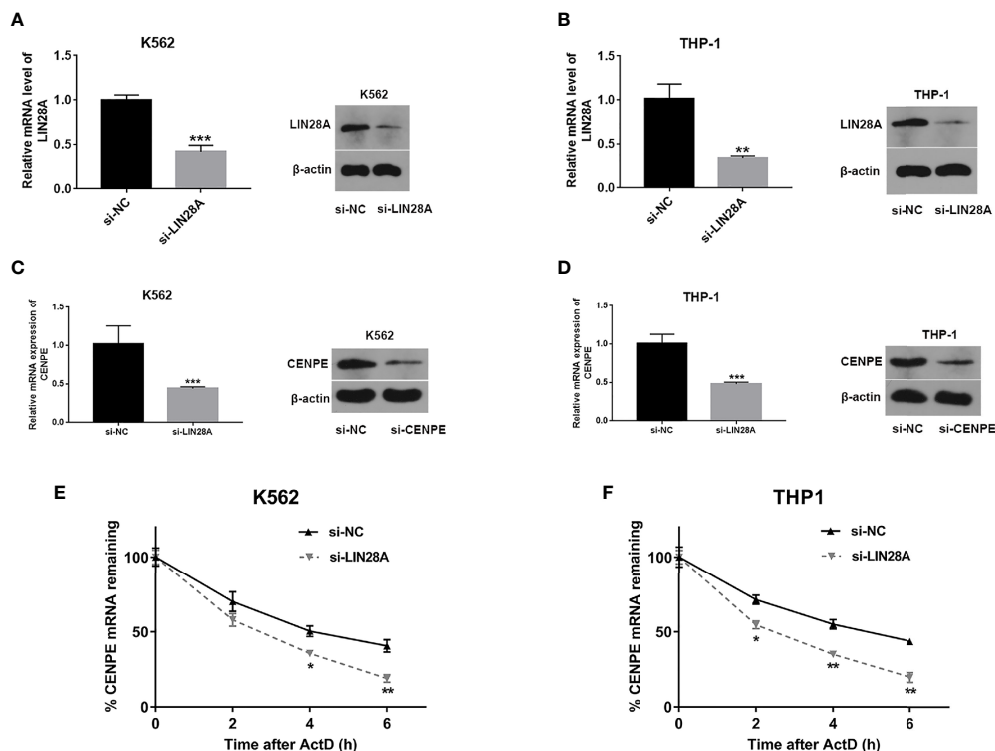 A
K562
Relative mRNA level of
LIN28A
1.5
1.0
0.5
0.0
***
si-NC
si-LIN28A
K562
LIN28A
β-actin
si-NC si-LIN28A
B
THP-1
Relative mRNA level of
LIN28A
1.5
1.0
0.5
0.0
**
si-NC
si-LIN28A
THP-1
LIN28A
β-actin
si-NC si-LIN28A
C
K562
Relative mRNA expression of
CENPE
1.5
1.0
0.5
0.0
***
si-NC
si-LIN28A
K562
CENPE
β-actin
si-NC si-CENPE
D
THP-1
Relative mRNA expression of
CENPE
1.5
1.0
0.5
0.0
***
si-NC
si-LIN28A
THP-1
CENPE
β-actin
si-NC si-CENPE
E
K562
% CENPE mRNA remaining
100
50
0
si-NC
si-LIN28A
*
**
0 2 4 6
Time after ActD (h)
F
THP1
% CENPE mRNA remaining
100
50
0
si-NC
si-LIN28A
*
**
**
0 2 4 6
Time after ActD (h)